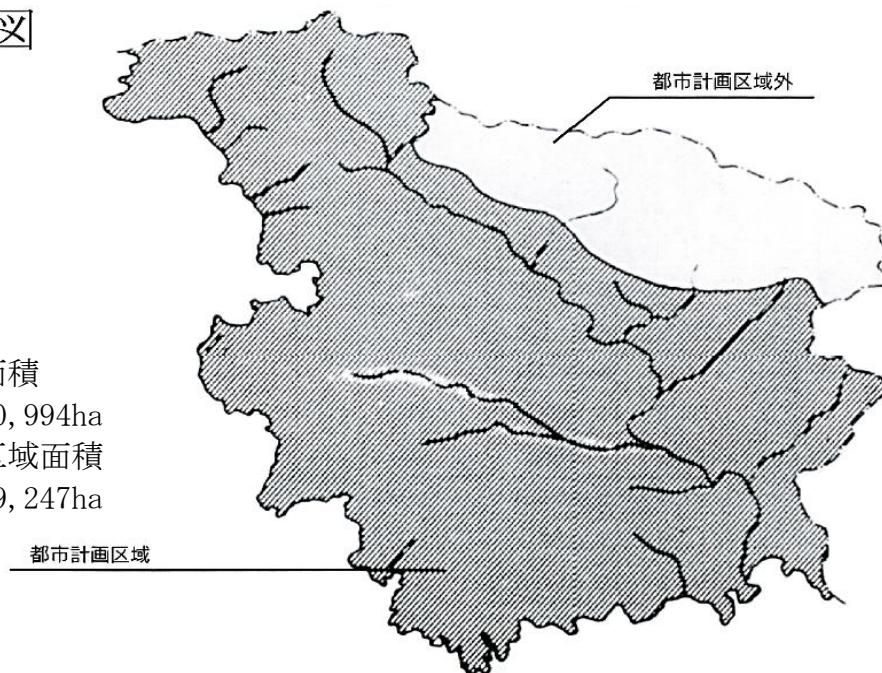 図
都市計画区域外
面積
0,994ha
区域面積
9,247ha
都市計画区域